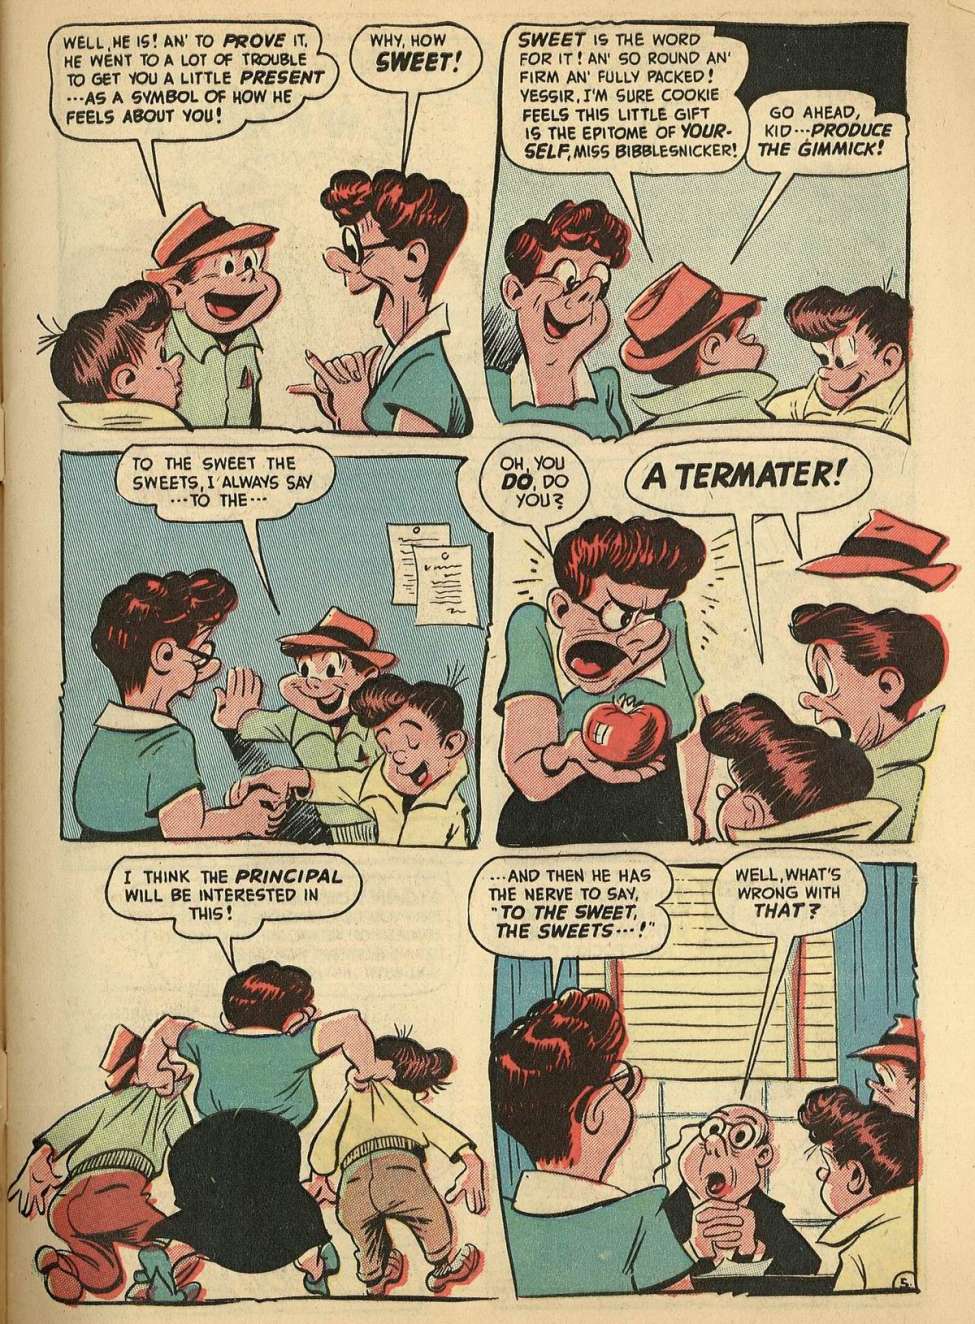 WELL, HE IS! AN' TO PROVE IT,
HE WENT TO A LOT OF TROUBLE
TO GET YOU A LITTLE PRESENT
---AS A SYMBOL OF HOW HE
FEELS ABOUT YOU!
WHY, HOW
SWEET!
SWEET IS THE WORD
FOR IT! AN' SO ROUND AN'
FIRM AN' FULLY PACKED!
YESSIR, I'M SURE COOKIE
FEELS THIS LITTLE GIFT
IS THE EPITOME OF YOUR-
SELF, MISS BIBBLESNICKER!
GO AHEAD,
KID---PRODUCE
THE GIMMICK!
TO THE SWEET THE
SWEETS, I ALWAYS SAY
---TO THE---
OH, YOU
DO, DO
YOU?
A TERMATER!
I THINK THE PRINCIPAL
WILL BE INTERESTED IN
THIS!
---AND THEN HE HAS
THE NERVE TO SAY,
"TO THE SWEET,
THE SWEETS---!"
WELL, WHAT'S
WRONG WITH
THAT?
5